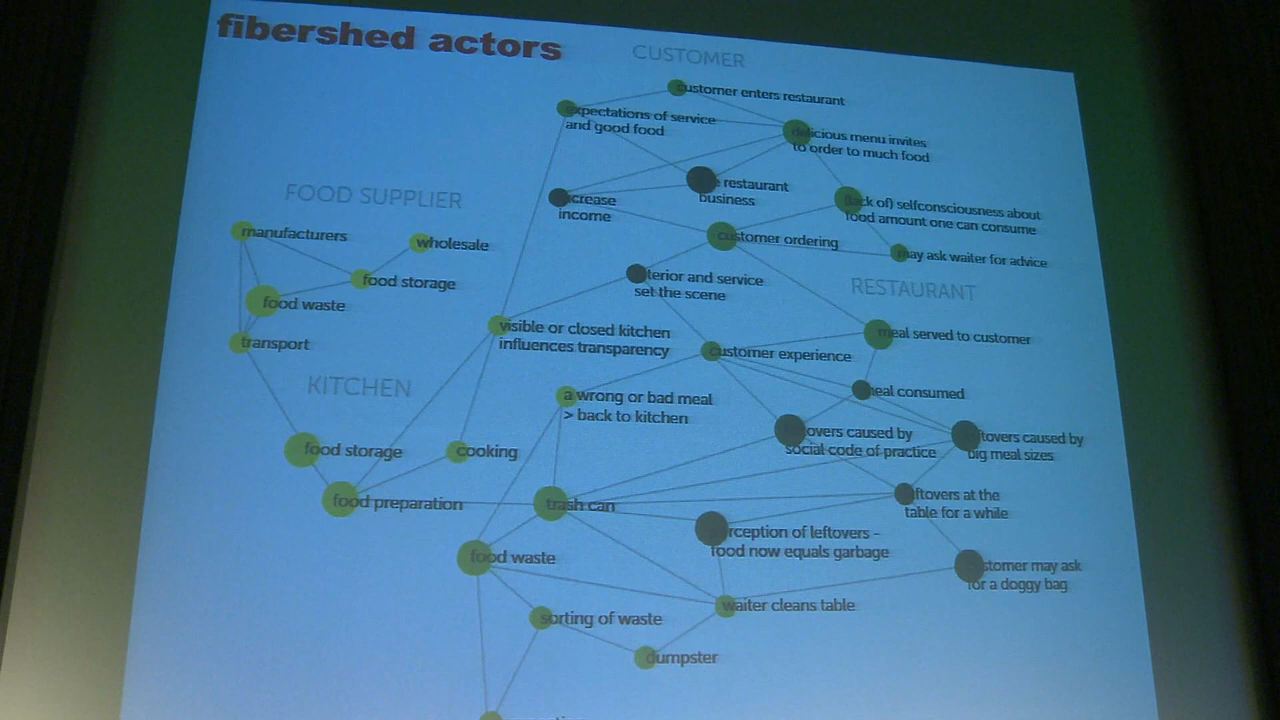 fibershed actors
CUSTOMER
customer enters restaurant
expectations of service
and good food
delicious menu invites
to order to much food
restaurant
business
crease
income
(lack of) selfconsciousness about
food amount one can consume
customer ordering
may ask waiter for advice
FOOD SUPPLIER
manufacturers
wholesale
food storage
food waste
transport
terior and service
set the scene
RESTAURANT
visible or closed kitchen
influences transparency
meal served to customer
customer experience
KITCHEN
a wrong or bad meal
> back to kitchen
eal consumed
overs caused by
social code of practice
tovers caused by
big meal sizes
food storage
cooking
food preparation
trash can
ftovers at the
table for a while
rception of leftovers -
food now equals garbage
food waste
stomer may ask
for a doggy bag
waiter cleans table
sorting of waste
dumpster